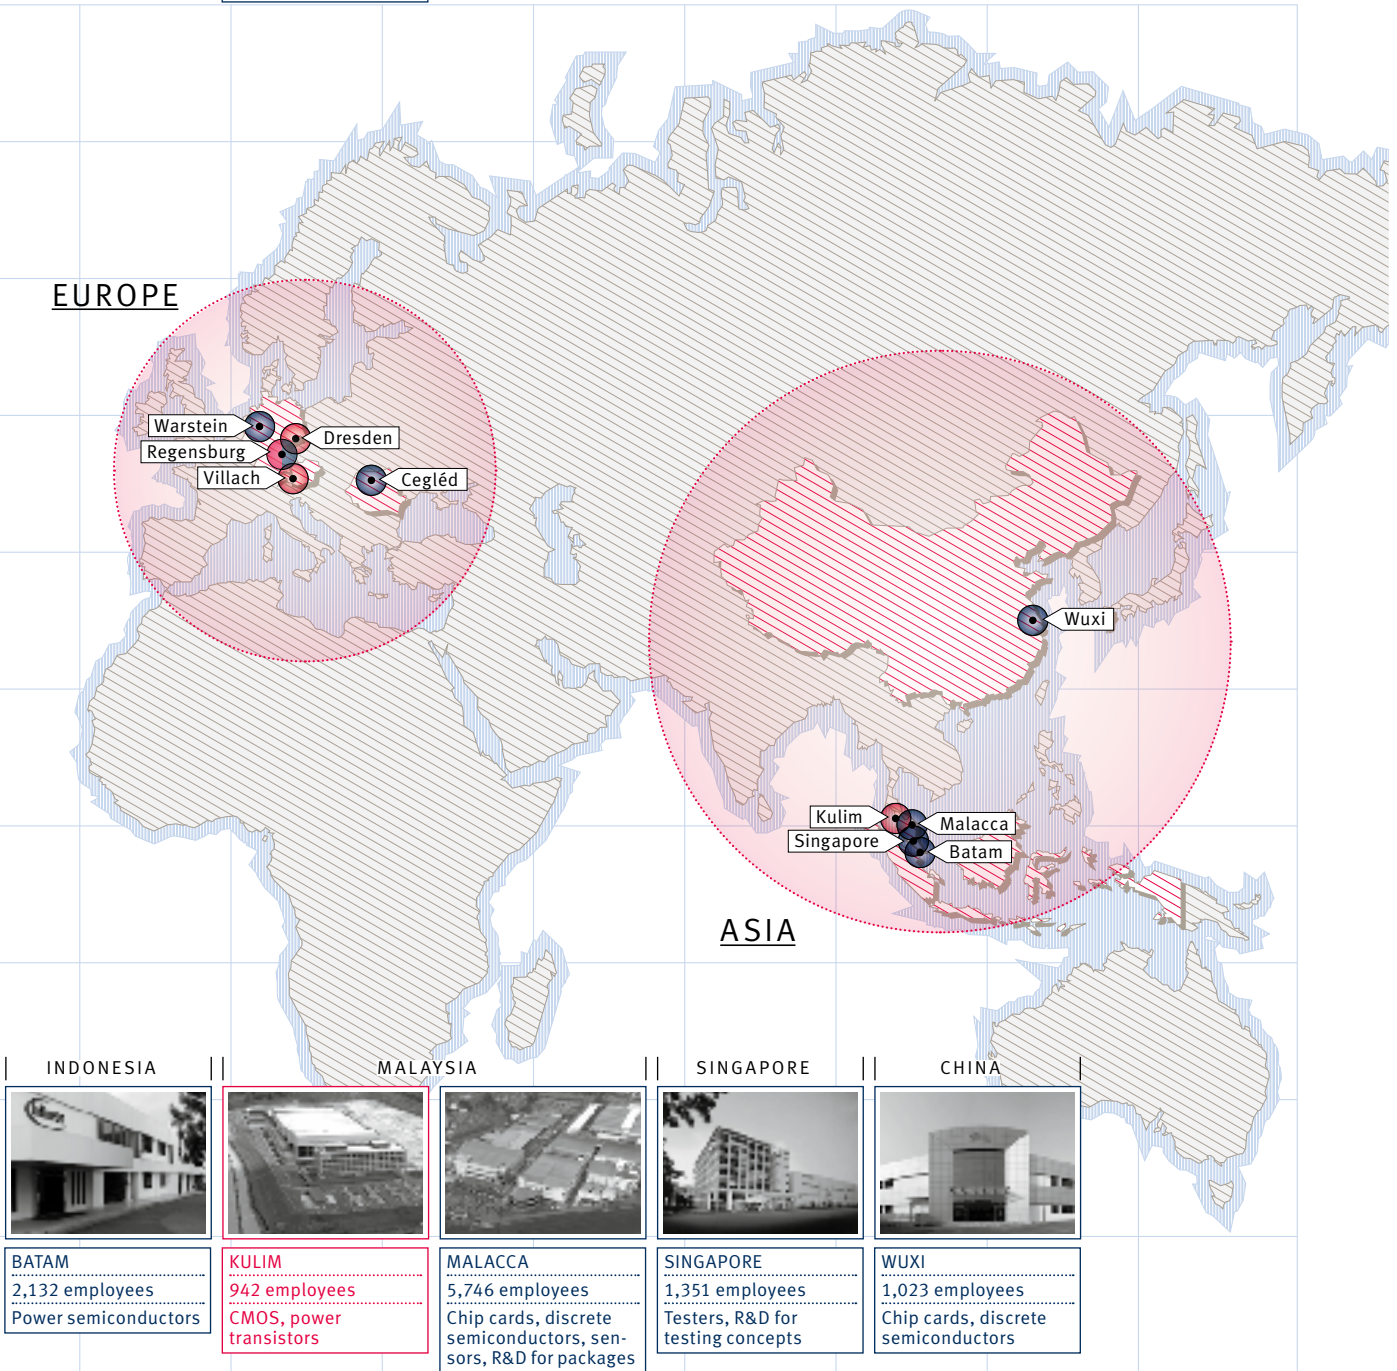 EUROPE
Warstein
Dresden
Regensburg
Villach
Cegléd
Wuxi
Kulim
Malacca
Singapore
Batam
ASIA
INDONESIA
MALAYSIA
SINGAPORE
CHINA
BATAM
2,132 employees
Power semiconductors
KULIM
942 employees
CMOS, power
transistors
MALACCA
5,746 employees
Chip cards, discrete
semiconductors, sen-
sors, R&D for packages
SINGAPORE
1,351 employees
Testers, R&D for
testing concepts
WUXI
1,023 employees
Chip cards, discrete
semiconductors